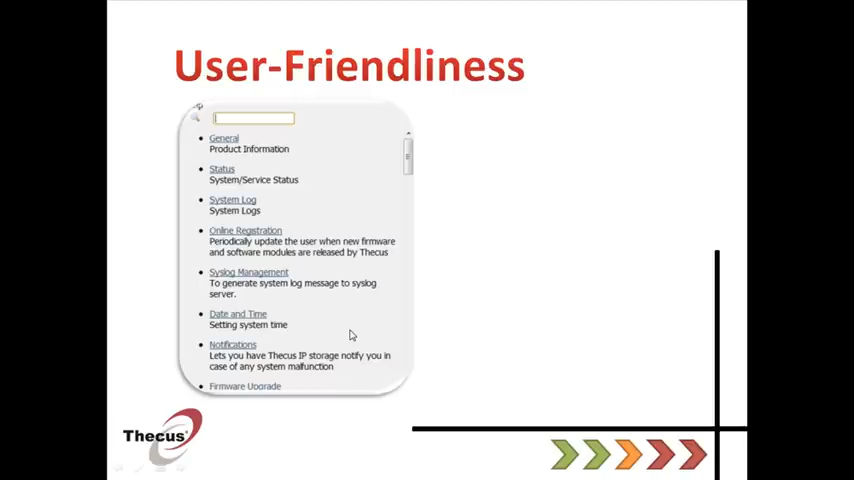 User-Friendliness
General
Product Information
Status
System/Service Status
System Log
System Logs
Online Registration
Periodically update the user when new firmware
and software modules are released by Thecus
Syslog Management
To generate system log message to syslog
server.
Date and Time
Setting system time
Notifications
Lets you have Thecus IP storage notify you in
case of any system malfunction
Firmware Upgrade
Thecus®